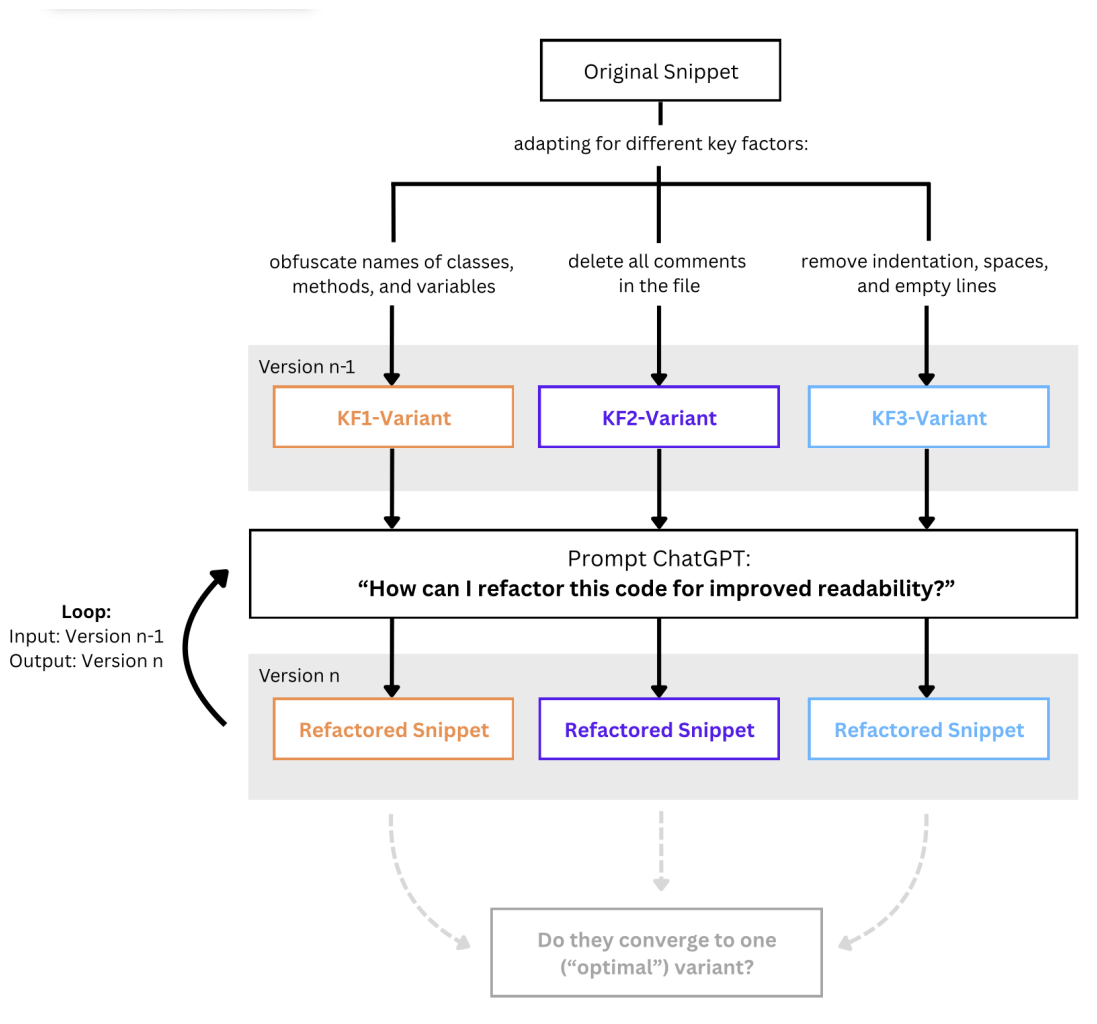 Original Snippet
adapting for different key factors:
obfuscate names of classes,
methods, and variables
delete all comments
in the file
remove indentation, spaces,
and empty lines
Version n-1
KF1-Variant
KF2-Variant
KF3-Variant
Prompt ChatGPT:
“How can I refactor this code for improved readability?”
Loop:
Input: Version n-1
Output: Version n
Version n
Refactored Snippet
Refactored Snippet
Refactored Snippet
Do they converge to one
(“optimal”) variant?